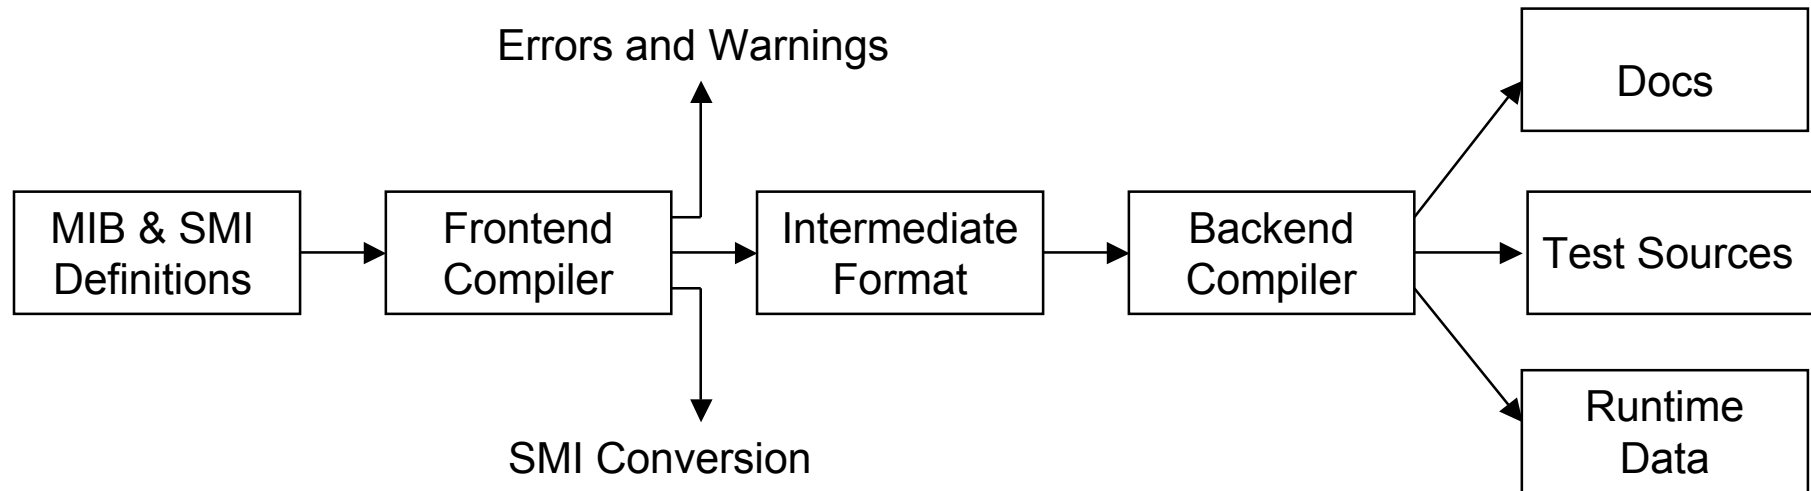 Errors and Warnings
Docs
MIB & SMI
Definitions
Frontend
Compiler
Intermediate
Format
Backend
Compiler
Test Sources
SMI Conversion
Runtime
Data